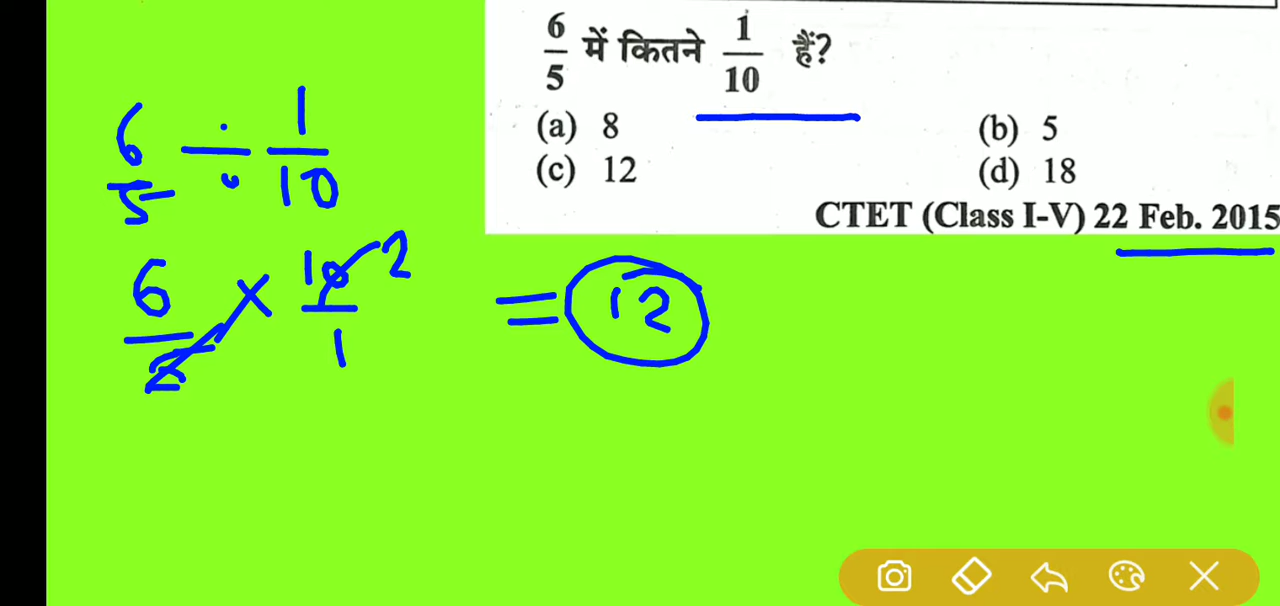 6/5 में कितने 1/10 हैं?
(a) 8 (b) 5
(c) 12 (d) 18
CTET (Class I-V) 22 Feb. 2015
6/5 ÷ 1/10
6/5 × 10/1 2 = 12